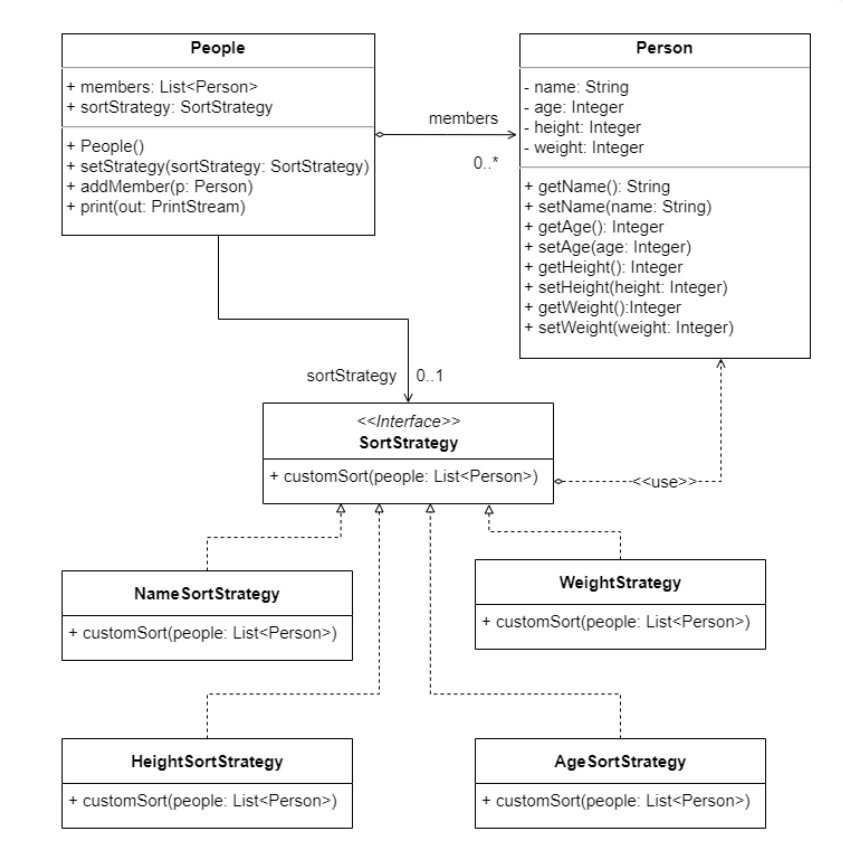 People
+ members: List<Person>
+ sortStrategy: SortStrategy
+ People()
+ setStrategy(sortStrategy: SortStrategy)
+ addMember(p: Person)
+ print(out: PrintStream)
members
0..*
Person
- name: String
- age: Integer
- height: Integer
- weight: Integer
+ getName(): String
+ setName(name: String)
+ getAge(): Integer
+ setAge(age: Integer)
+ getHeight(): Integer
+ setHeight(height: Integer)
+ getWeight():Integer
+ setWeight(weight: Integer)
sortStrategy
0..1
<<Interface>>
SortStrategy
+ customSort(people: List<Person>)
<<use>>
NameSortStrategy
+ customSort(people: List<Person>)
WeightStrategy
+ customSort(people: List<Person>)
HeightSortStrategy
+ customSort(people: List<Person>)
AgeSortStrategy
+ customSort(people: List<Person>)